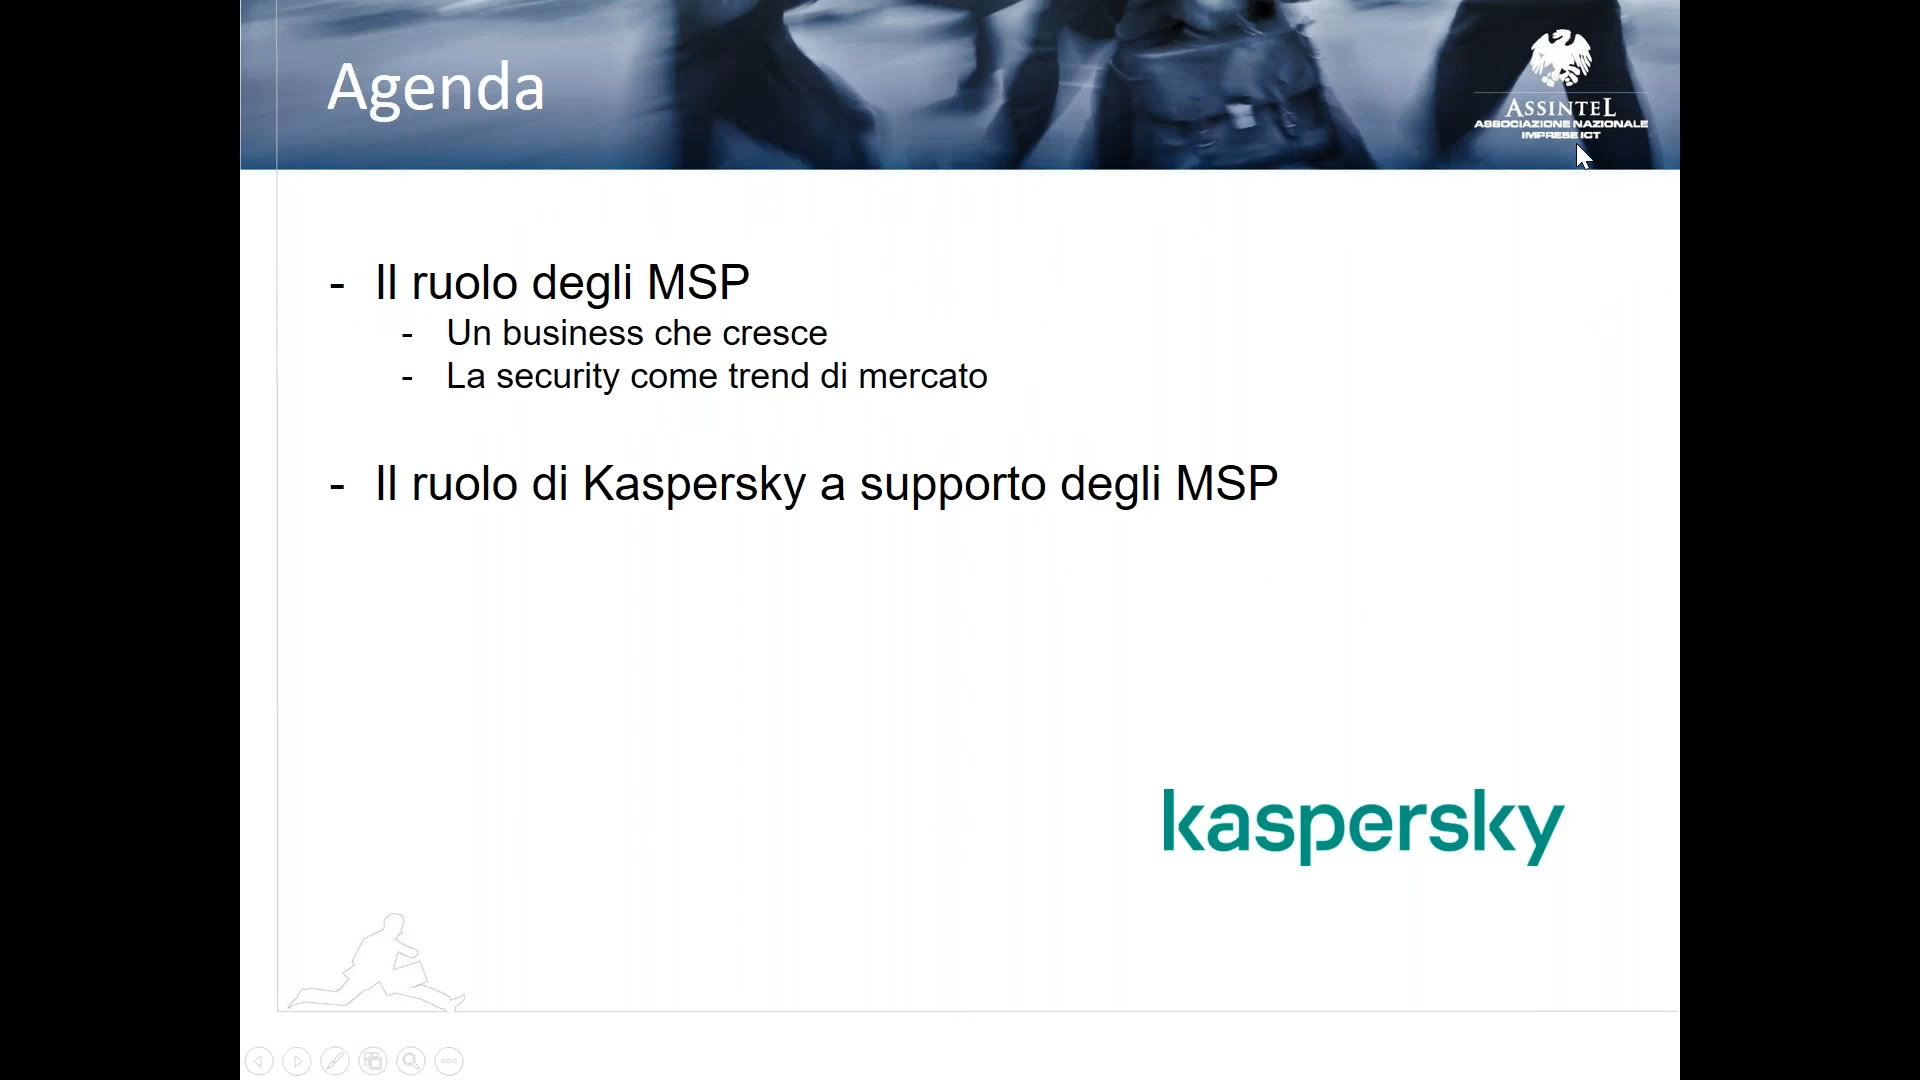 Agenda
ASSINTEL
ASSOCIAZIONE NAZIONALE
IMPRESE ICT
- Il ruolo degli MSP
- Un business che cresce
- La security come trend di mercato
- Il ruolo di Kaspersky a supporto degli MSP
kaspersky